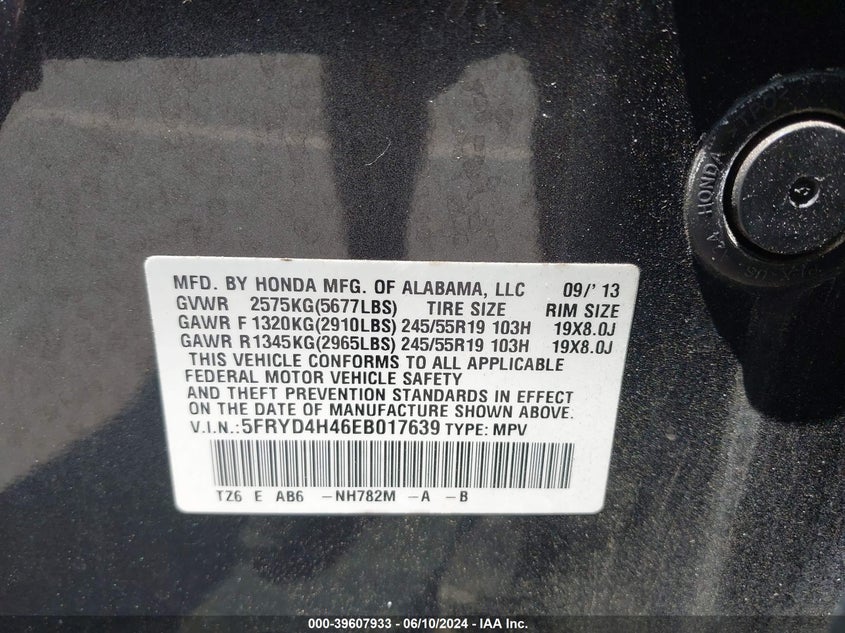 MFD. BY HONDA MFG. OF ALABAMA, LLC 09/' 13
GVWR 2575KG(5677LBS) TIRE SIZE RIM SIZE
GAWR F 1320KG(2910LBS) 245/55R19 103H 19X8.0J
GAWR R1345KG(2965LBS) 245/55R19 103H 19X8.0J
THIS VEHICLE CONFORMS TO ALL APPLICABLE
FEDERAL MOTOR VEHICLE SAFETY
AND THEFT PREVENTION STANDARDS IN EFFECT
ON THE DATE OF MANUFACTURE SHOWN ABOVE.
V.I.N.:5FRYD4H46EB017639 TYPE: MPV
TZ6 E AB6 -NH782M -A -B
HONDA
3
000-39607933 - 06/10/2024 - IAA Inc.